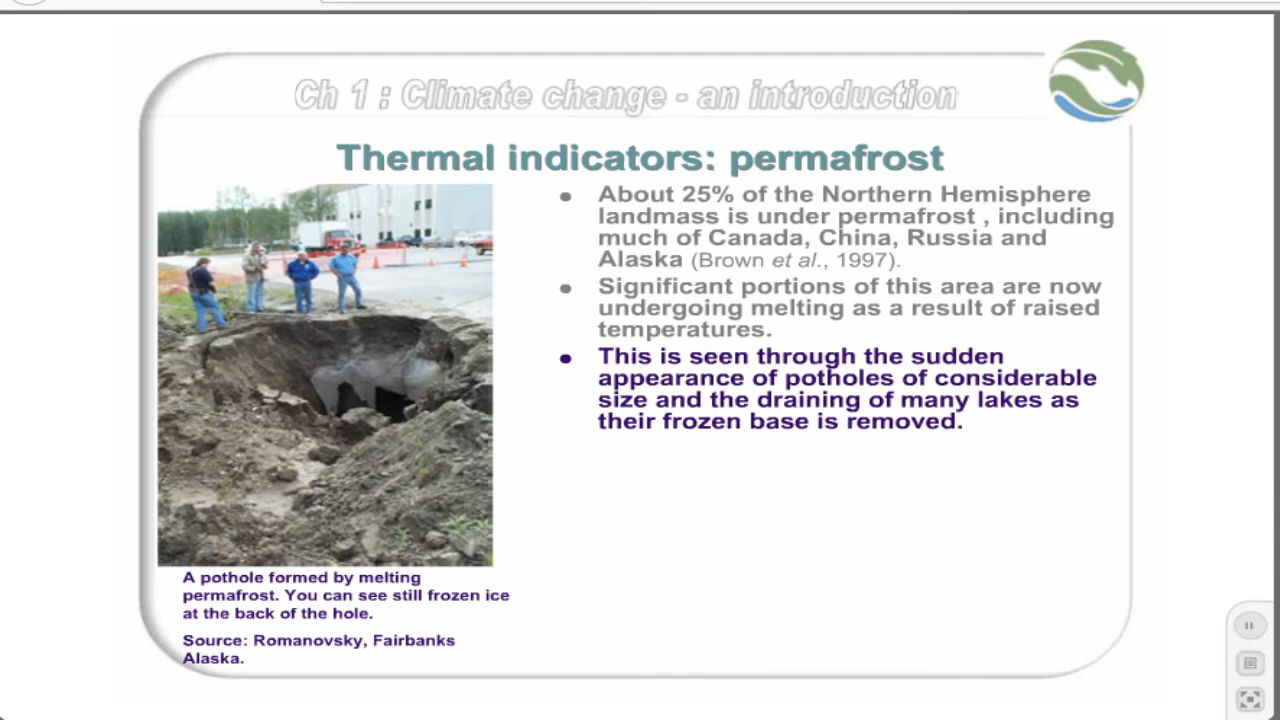 Ch 1 : Climate change - an introduction
Thermal indicators: permafrost
• About 25% of the Northern Hemisphere
landmass is under permafrost , including
much of Canada, China, Russia and
Alaska (Brown et al., 1997).
• Significant portions of this area are now
undergoing melting as a result of raised
temperatures.
• This is seen through the sudden
appearance of potholes of considerable
size and the draining of many lakes as
their frozen base is removed.
A pothole formed by melting
permafrost. You can see still frozen ice
at the back of the hole.
Source: Romanovsky, Fairbanks
Alaska.